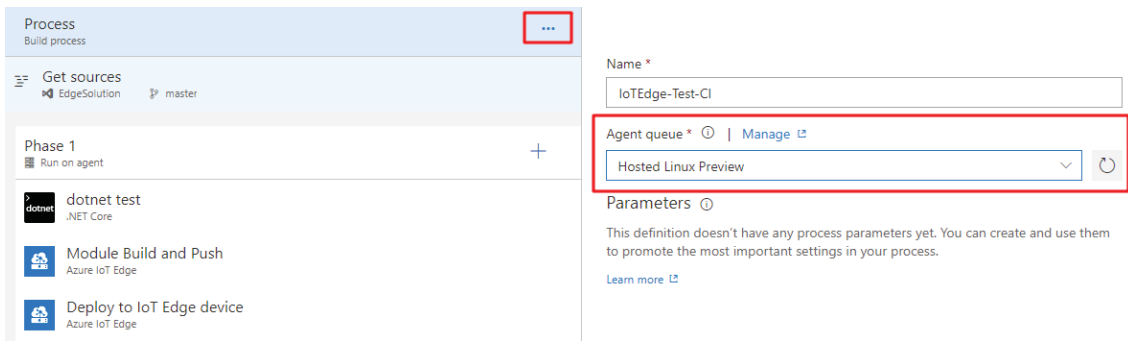 Process
...
Build process
Get sources
EdgeSolution master
Phase 1
Run on agent
+
>
dotnet
dotnet test
.NET Core
Module Build and Push
Azure IoT Edge
Deploy to IoT Edge device
Azure IoT Edge
Name *
IoTEdge-Test-CI
Agent queue * | Manage
Hosted Linux Preview
Parameters
This definition doesn't have any process parameters yet. You can create and use them
to promote the most important settings in your process.
Learn more